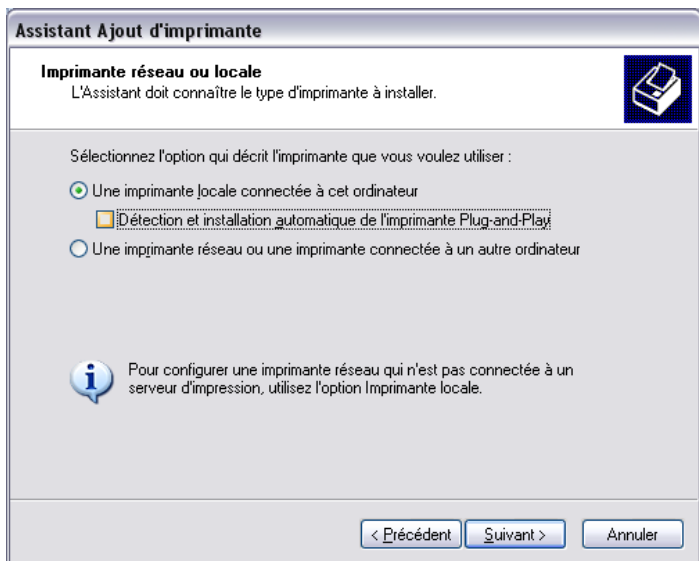 Assistant Ajout d'imprimante
Imprimante réseau ou locale
L'Assistant doit connaître le type d'imprimante à installer.
Sélectionnez l'option qui décrit l'imprimante que vous voulez utiliser :
Une imprimante locale connectée à cet ordinateur
Détection et installation automatique de l'imprimante Plug-and-Play
Une imprimante réseau ou une imprimante connectée à un autre ordinateur
Pour configurer une imprimante réseau qui n'est pas connectée à un
serveur d'impression, utilisez l'option Imprimante locale.
< Précédent Suivant > Annuler